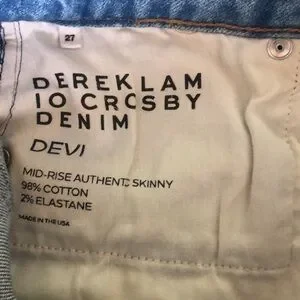 27
DEREKLAM
10 CROSBY
DENIM
DEVI
MID-RISE AUTHENTIC SKINNY
98% COTTON
2% ELASTANE
MADE IN THE USA